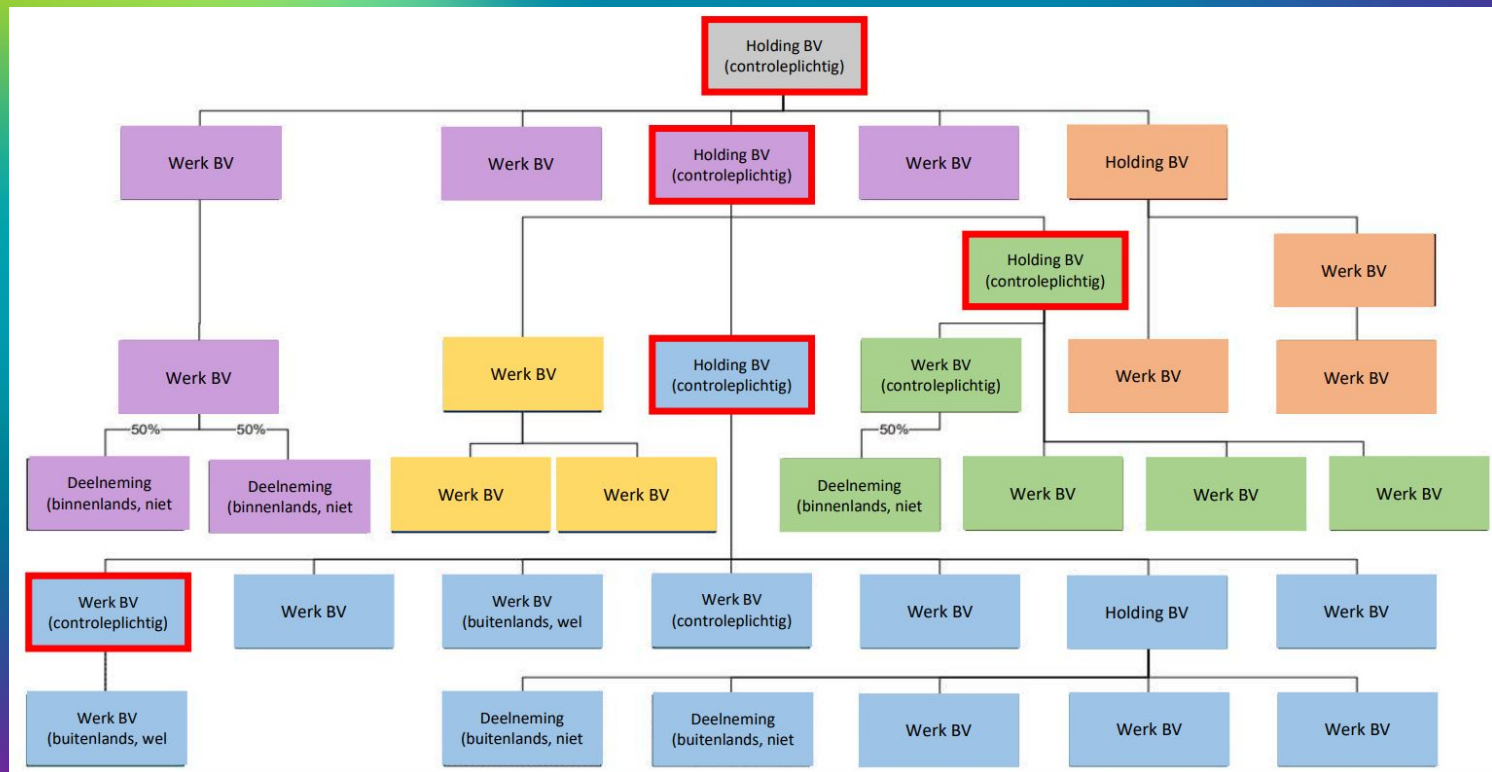 Holding BV
(controleplichtig)
Werk BV
Werk BV
Holding BV
(controleplichtig)
Werk BV
Holding BV
Holding BV
(controleplichtig)
Werk BV
Werk BV
Werk BV
Holding BV
(controleplichtig)
Werk BV
(controleplichtig)
Werk BV
Werk BV
50%
50%
50%
Deelneming
(binnenlands, niet
Deelneming
(binnenlands, niet
Werk BV
Werk BV
Deelneming
(binnenlands, niet
Werk BV
Werk BV
Werk BV
Werk BV
(controleplichtig)
Werk BV
Werk BV
(buitenlands, wel
Werk BV
(controleplichtig)
Werk BV
Holding BV
Werk BV
Werk BV
(buitenlands, wel
Deelneming
(buitenlands, niet
Deelneming
(buitenlands, niet
Werk BV
Werk BV
Werk BV